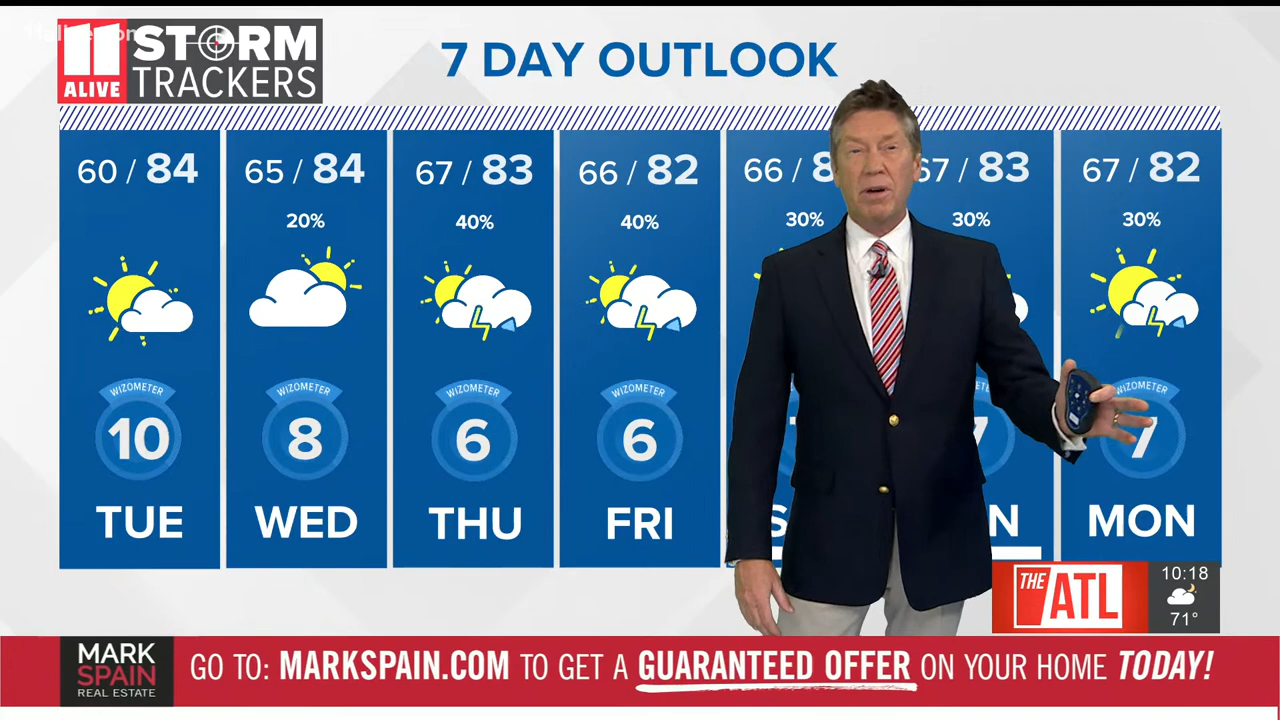 11 ALIVE
STORM
TRACKERS
7 DAY OUTLOOK
60 / 84
65 / 84
67 / 83
66 / 82
66 / 8
67 / 83
67 / 82
20%
40%
40%
30%
30%
30%
WIZOMETER
WIZOMETER
WIZOMETER
WIZOMETER
WIZOMETER
10
8
6
6
7
7
TUE
WED
THU
FRI
S
N
MON
THE ATL
10:18
71°
MARK
SPAIN
REAL ESTATE
GO TO: MARKSPAIN.COM TO GET A GUARANTEED OFFER ON YOUR HOME TODAY!